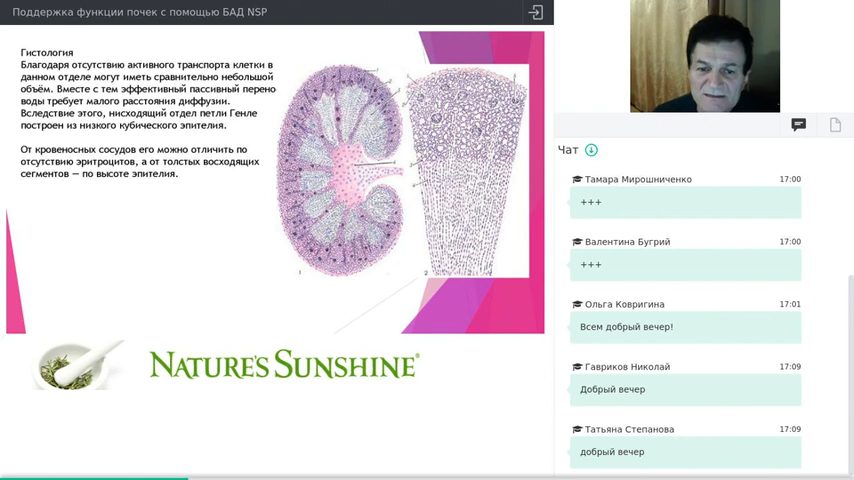 Поддержка функции почек с помощью БАД NSP
Гистология
Благодаря отсутствию активного транспорта клетки в
данном отделе могут иметь сравнительно небольшой
объём. Вместе с тем эффективный пассивный перено
воды требует малого расстояния диффузии.
Вследствие этого, нисходящий отдел петли Генле
построен из низкого кубического эпителия.
От кровеносных сосудов его можно отличить по
отсутствию эритроцитов, а от толстых восходящих
сегментов — по высоте эпителия.
1
2
NATURE'S SUNSHINE®
Чат
Тамара Мирошниченко 17:00
+++
Валентина Бугрий 17:00
+++
Ольга Ковригина 17:01
Всем добрый вечер!
Гавриков Николай 17:09
Добрый вечер
Татьяна Степанова 17:09
добрый вечер